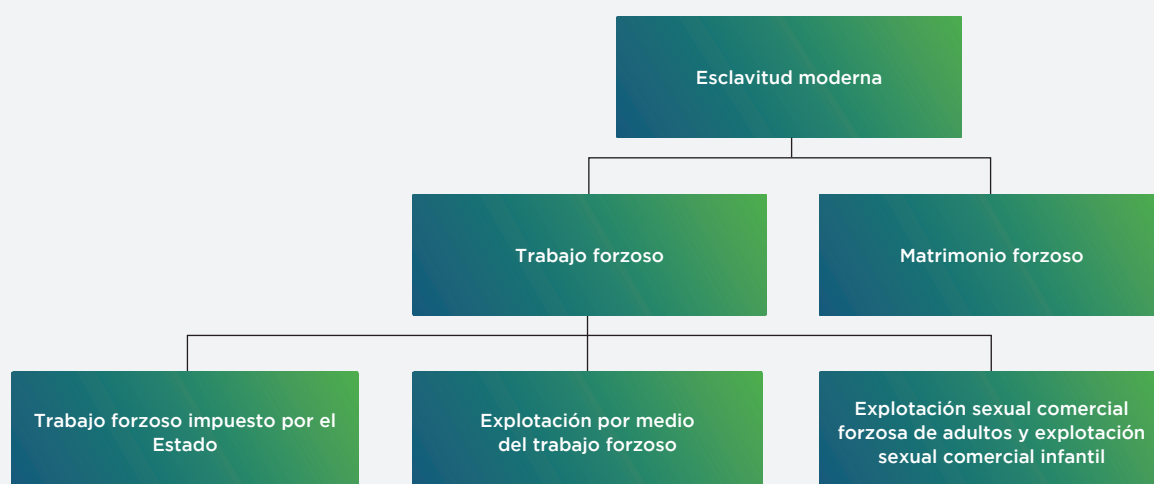 Esclavitud moderna
Trabajo forzoso
Matrimonio forzoso
Trabajo forzoso impuesto por el
Estado
Explotación por medio
del trabajo forzoso
Explotación sexual comercial
forzosa de adultos y explotación
sexual comercial infantil